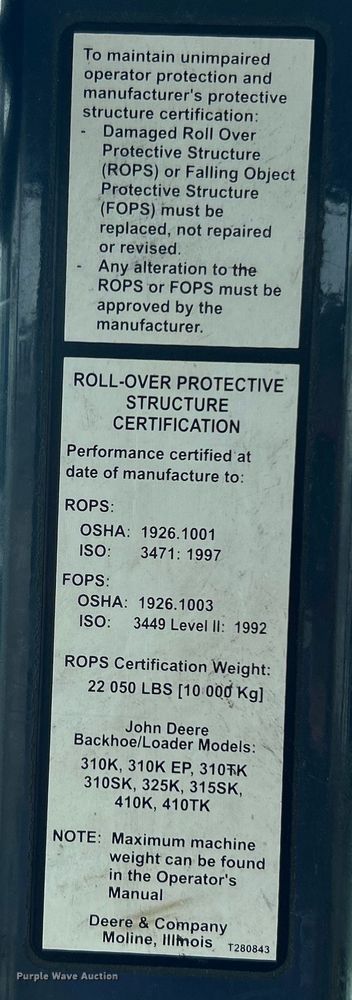 To maintain unimpaired
operator protection and
manufacturer's protective
structure certification:
- Damaged Roll Over
Protective Structure
(ROPS) or Falling Object
Protective Structure
(FOPS) must be
replaced, not repaired
or revised.
- Any alteration to the
ROPS or FOPS must be
approved by the
manufacturer.
ROLL-OVER PROTECTIVE
STRUCTURE
CERTIFICATION
Performance certified at
date of manufacture to:
ROPS:
OSHA: 1926.1001
ISO: 3471: 1997
FOPS:
OSHA: 1926.1003
ISO: 3449 Level II: 1992
ROPS Certification Weight:
22 050 LBS [10 000 Kg]
John Deere
Backhoe/Loader Models:
310K, 310K EP, 310TK
310SK, 325K, 315SK,
410K, 410TK
NOTE: Maximum machine
weight can be found
in the Operator's
Manual
Deere & Company
Moline, Illinois
T280843
Purple Wave Auction